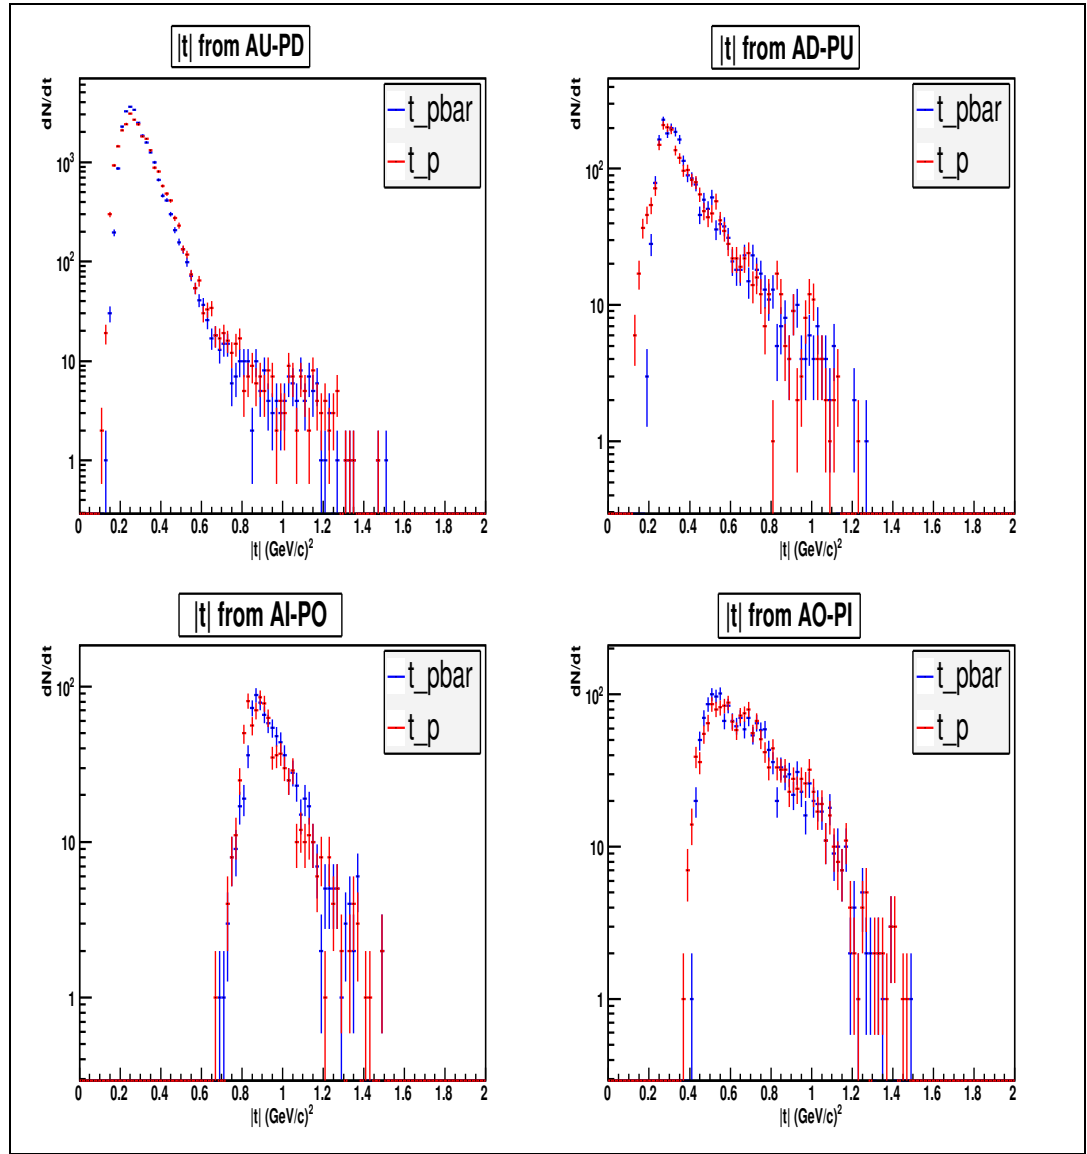 |t| from AU-PD
dN/dt
t_pbar
t_p
10³
10²
10
1
0 0.2 0.4 0.6 0.8 1 1.2 1.4 1.6 1.8 2
|t| (GeV/c)²
|t| from AD-PU
dN/dt
t_pbar
t_p
10²
10
1
0 0.2 0.4 0.6 0.8 1 1.2 1.4 1.6 1.8 2
|t| (GeV/c)²
|t| from AI-PO
dN/dt
t_pbar
t_p
10²
10
1
0 0.2 0.4 0.6 0.8 1 1.2 1.4 1.6 1.8 2
|t| (GeV/c)²
|t| from AO-PI
dN/dt
t_pbar
t_p
10²
10
1
0 0.2 0.4 0.6 0.8 1 1.2 1.4 1.6 1.8 2
|t| (GeV/c)²